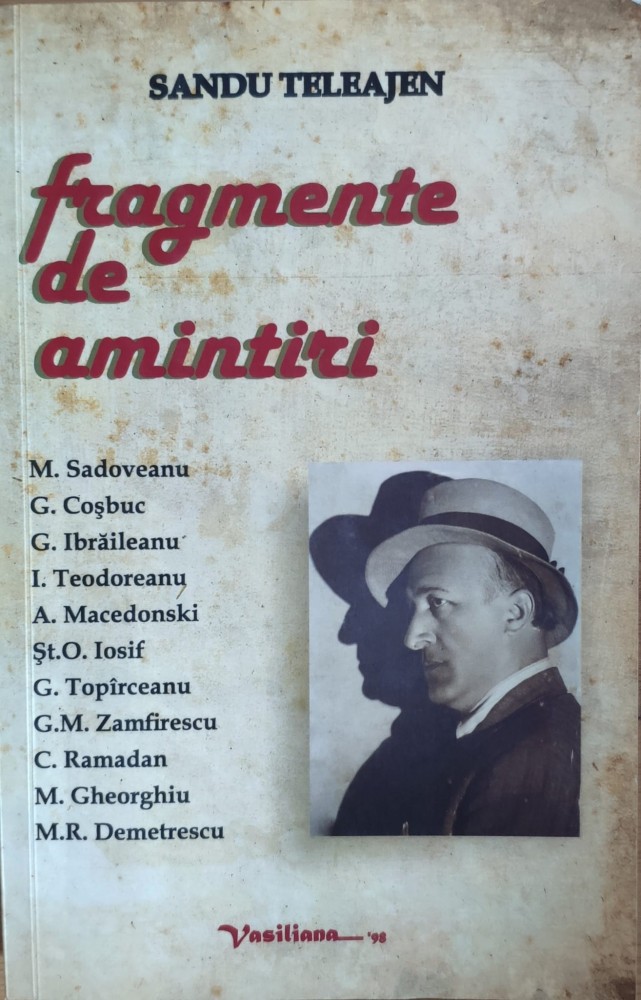 SANDU TELEAJEN
fragmente
de
amintiri
M. Sadoveanu
G. Coşbuc
G. Ibrăileanu
I. Teodoreanu
A. Macedonski
Şt.O. Iosif
G. Topîrceanu
G.M. Zamfirescu
C. Ramadan
M. Gheorghiu
M.R. Demetrescu
Vasiliana '98